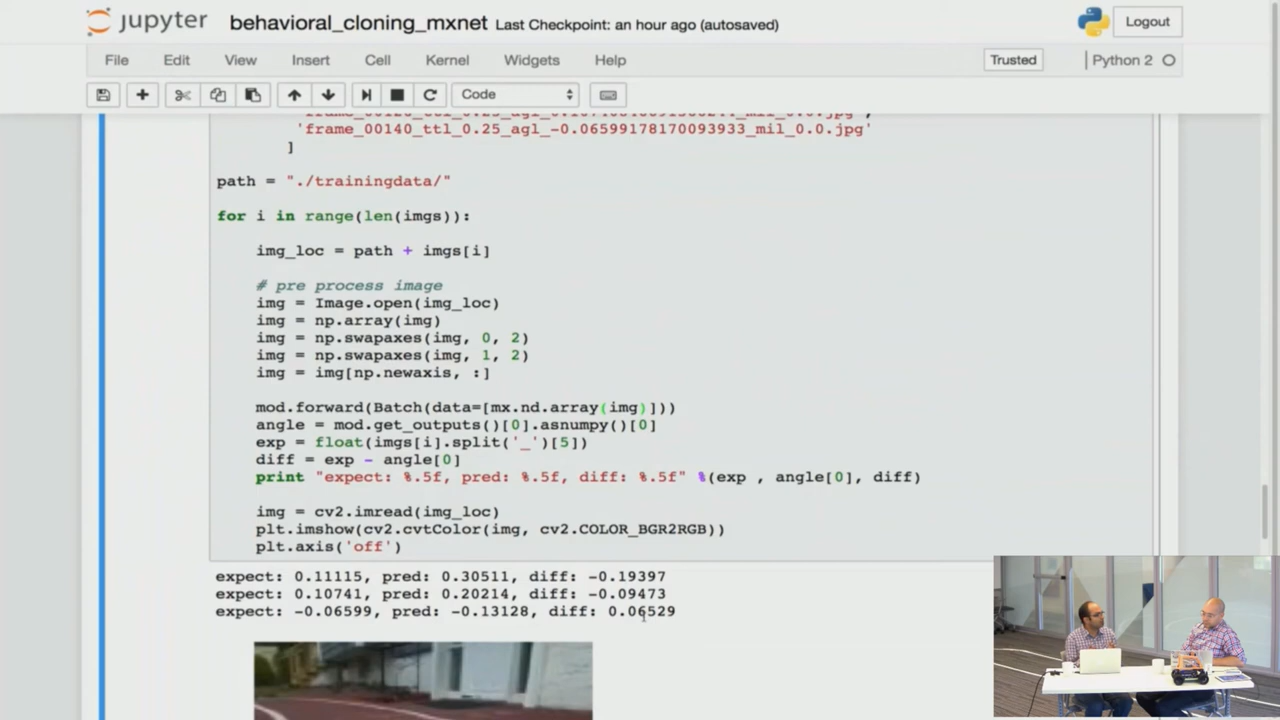 jupyter behavioral_cloning_mxnet Last Checkpoint: an hour ago (autosaved) Logout
File Edit View Insert Cell Kernel Widgets Help Trusted Python 2
Code
'frame_00140_ttl_0.25_agl_-0.06599178170093933_mil_0.0.jpg'
]
path = "./trainingdata/"
for i in range(len(imgs)):
img_loc = path + imgs[i]
# pre process image
img = Image.open(img_loc)
img = np.array(img)
img = np.swapaxes(img, 0, 2)
img = np.swapaxes(img, 1, 2)
img = img[np.newaxis, :]
mod.forward(Batch(data=[mx.nd.array(img)]))
angle = mod.get_outputs()[0].asnumpy()[0]
exp = float(imgs[i].split('_')[5])
diff = exp - angle[0]
print "expect: %.5f, pred: %.5f, diff: %.5f" %(exp , angle[0], diff)
img = cv2.imread(img_loc)
plt.imshow(cv2.cvtColor(img, cv2.COLOR_BGR2RGB))
plt.axis('off')
expect: 0.11115, pred: 0.30511, diff: -0.19397
expect: 0.10741, pred: 0.20214, diff: -0.09473
expect: -0.06599, pred: -0.13128, diff: 0.06529